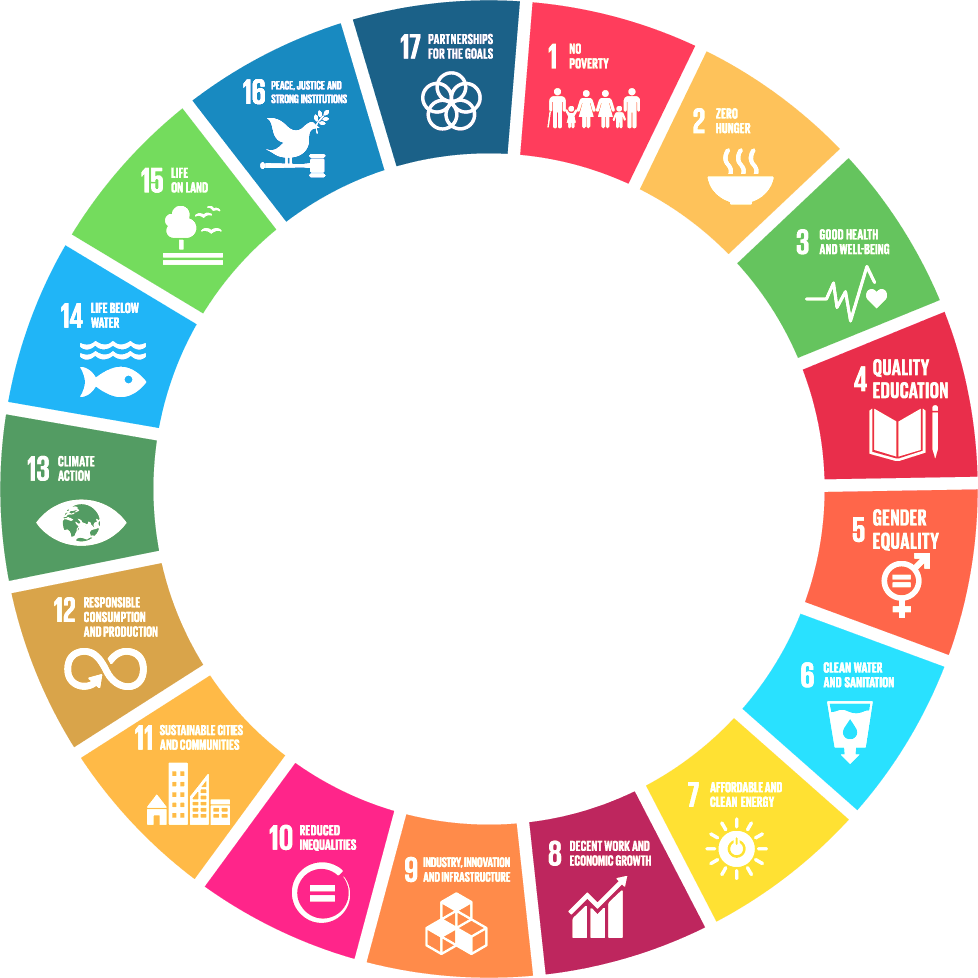 1 NO
POVERTY
2 ZERO
HUNGER
3 GOOD HEALTH
AND WELL-BEING
4 QUALITY
EDUCATION
5 GENDER
EQUALITY
6 CLEAN WATER
AND SANITATION
7 AFFORDABLE AND
CLEAN ENERGY
8 DECENT WORK AND
ECONOMIC GROWTH
9 INDUSTRY, INNOVATION
AND INFRASTRUCTURE
10 REDUCED
INEQUALITIES
11 SUSTAINABLE CITIES
AND COMMUNITIES
12 RESPONSIBLE
CONSUMPTION
AND PRODUCTION
13 CLIMATE
ACTION
14 LIFE BELOW
WATER
15 LIFE
ON LAND
16 PEACE, JUSTICE AND
STRONG INSTITUTIONS
17 PARTNERSHIPS
FOR THE GOALS